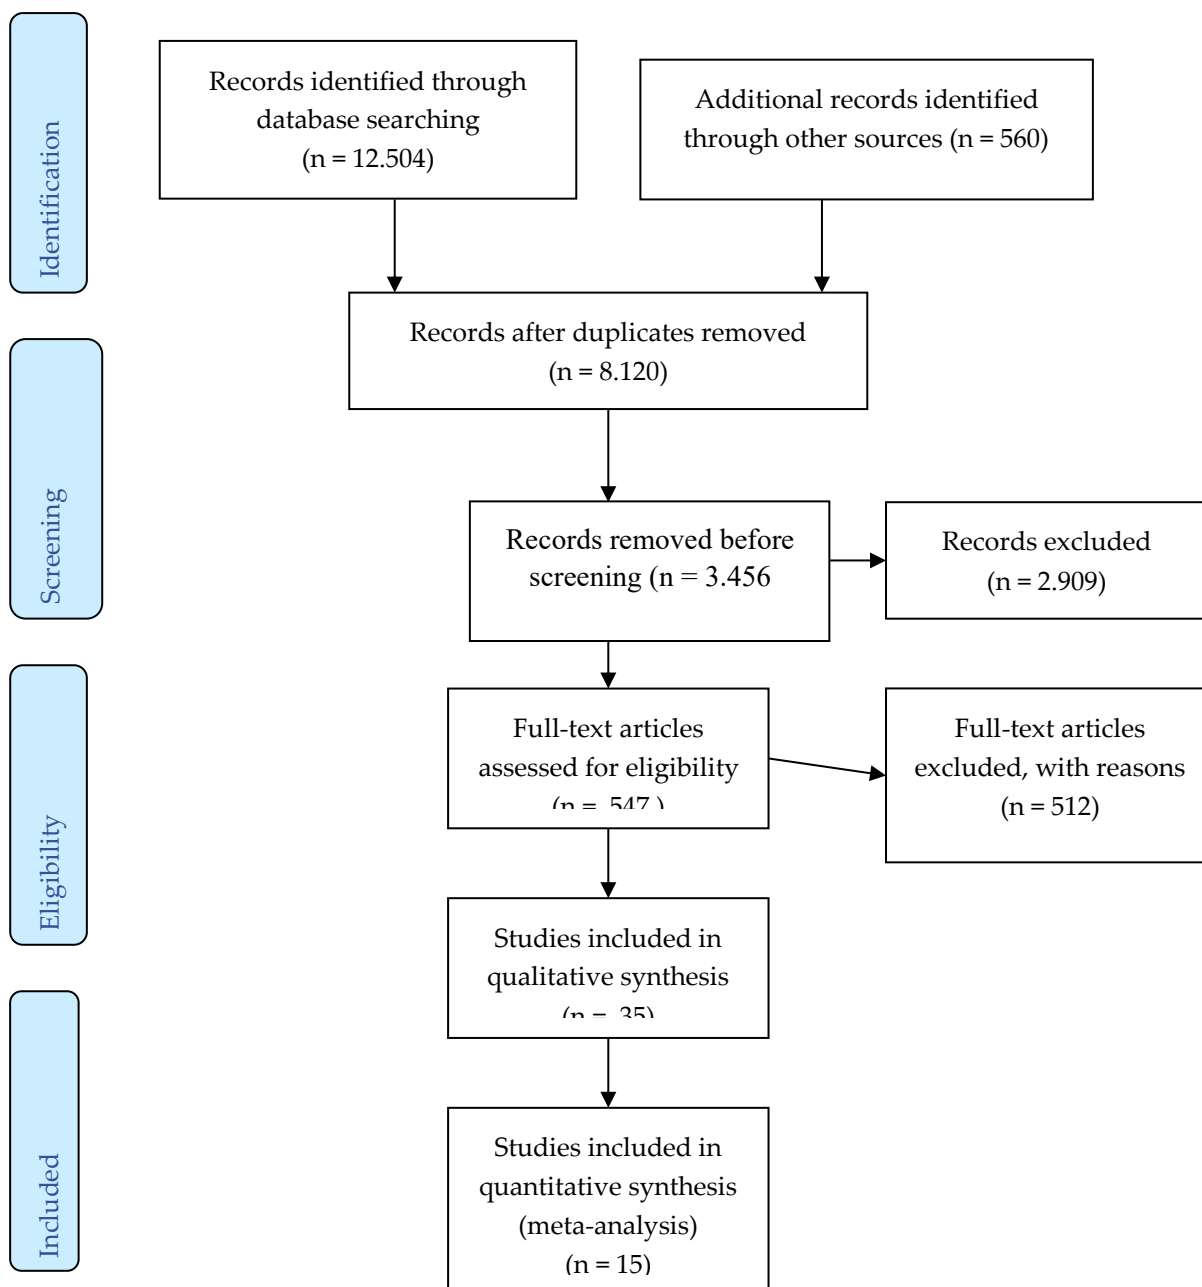 Identification
Records identified through
database searching
(n = 12.504)
Additional records identified
through other sources (n = 560)
Records after duplicates removed
(n = 8.120)
Screening
Records removed before
screening (n = 3.456
Records excluded
(n = 2.909)
Eligibility
Full-text articles
assessed for eligibility
(n = 547 )
Full-text articles
excluded, with reasons
(n = 512)
Studies included in
qualitative synthesis
(n = 35)
Included
Studies included in
quantitative synthesis
(meta-analysis)
(n = 15)